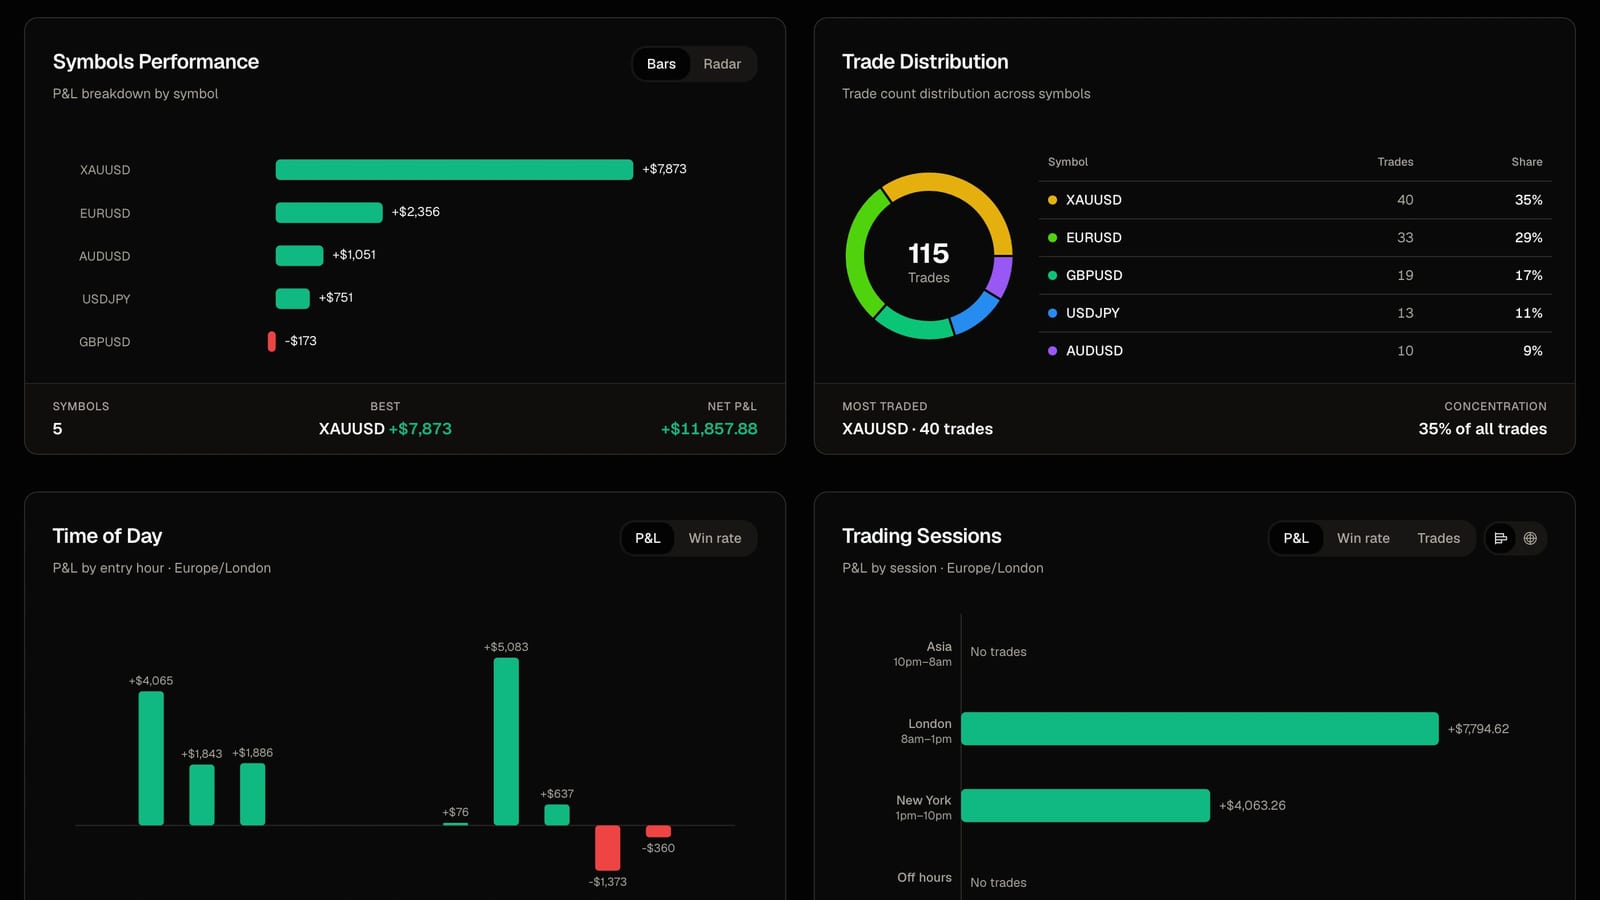 Symbols Performance
Bars Radar
P&L breakdown by symbol
XAUUSD +$7,873
EURUSD +$2,356
AUDUSD +$1,051
USDJPY +$751
GBPUSD -$173
SYMBOLS BEST NET P&L
5 XAUUSD +$7,873 +$11,857.88
Trade Distribution
Trade count distribution across symbols
115
Trades
Symbol Trades Share
XAUUSD 40 35%
EURUSD 33 29%
GBPUSD 19 17%
USDJPY 13 11%
AUDUSD 10 9%
MOST TRADED CONCENTRATION
XAUUSD · 40 trades 35% of all trades
Time of Day
P&L Win rate
P&L by entry hour · Europe/London
+$5,083
+$4,065
+$1,843 +$1,886
+$637
+$76
-$360
-$1,373
Trading Sessions
P&L Win rate Trades
P&L by session · Europe/London
Asia
10pm–8am
No trades
London
8am–1pm
+$7,794.62
New York
1pm–10pm
+$4,063.26
Off hours
No trades